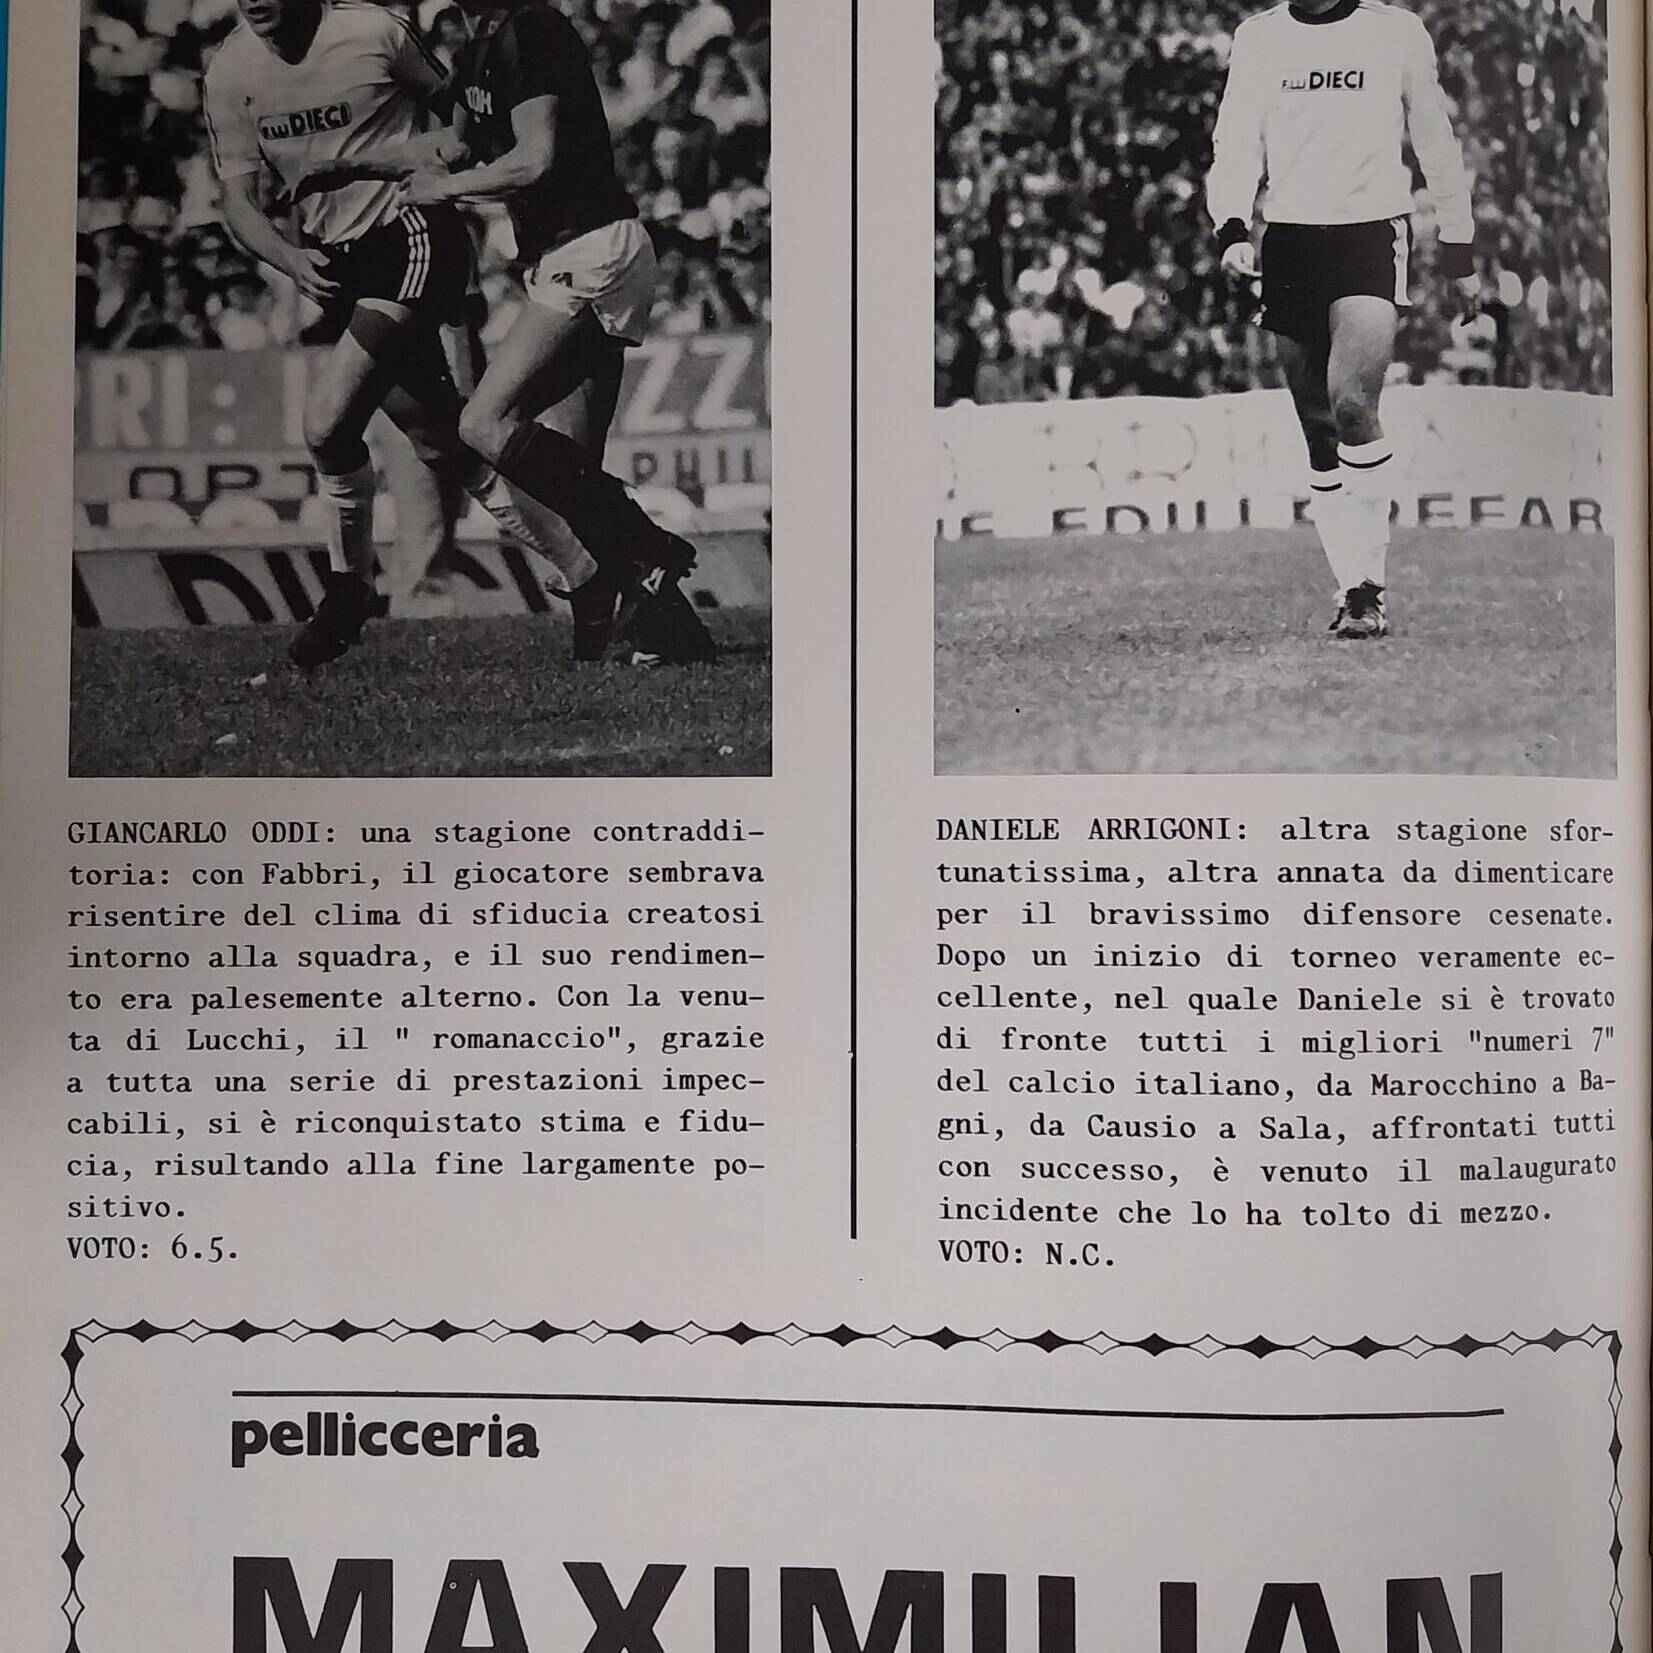 F.LLI DIECI
F.LLI DIECI
RI:
ZZ
OPT
PHIL
GIANCARLO ODDI: una stagione contraddi-
toria: con Fabbri, il giocatore sembrava
risentire del clima di sfiducia creatosi
intorno alla squadra, e il suo rendimen-
to era palesemente alterno. Con la venu-
ta di Lucchi, il " romanaccio", grazie
a tutta una serie di prestazioni impec-
cabili, si è riconquistato stima e fidu-
cia, risultando alla fine largamente po-
sitivo.
VOTO: 6.5.
DANIELE ARRIGONI: altra stagione sfor-
tunatissima, altra annata da dimenticare
per il bravissimo difensore cesenate.
Dopo un inizio di torneo veramente ec-
cellente, nel quale Daniele si è trovato
di fronte tutti i migliori "numeri 7"
del calcio italiano, da Marocchino a Ba-
gni, da Causio a Sala, affrontati tutti
con successo, è venuto il malaugurato
incidente che lo ha tolto di mezzo.
VOTO: N.C.
pellicceria
MAXIMILIAN